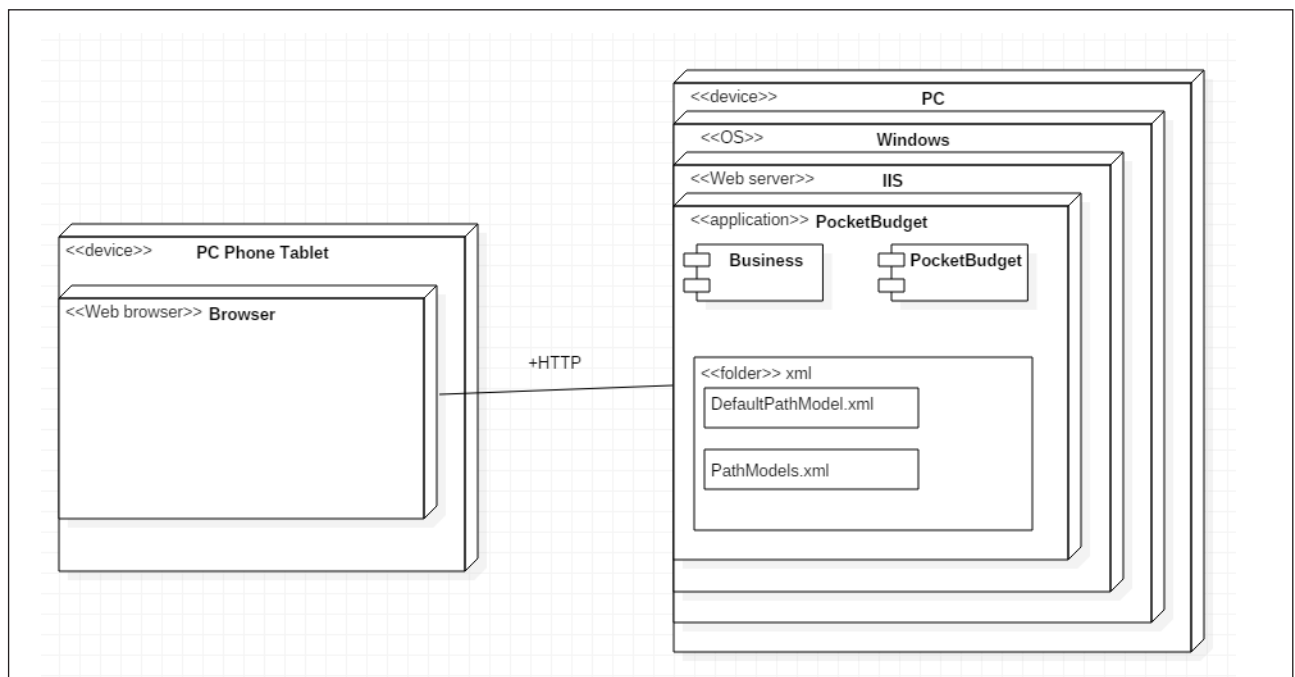 <<device>> PC Phone Tablet
<<Web browser>> Browser
+HTTP
<<device>> PC
<<OS>> Windows
<<Web server>> IIS
<<application>> PocketBudget
Business PocketBudget
<<folder>> xml
DefaultPathModel.xml
PathModels.xml